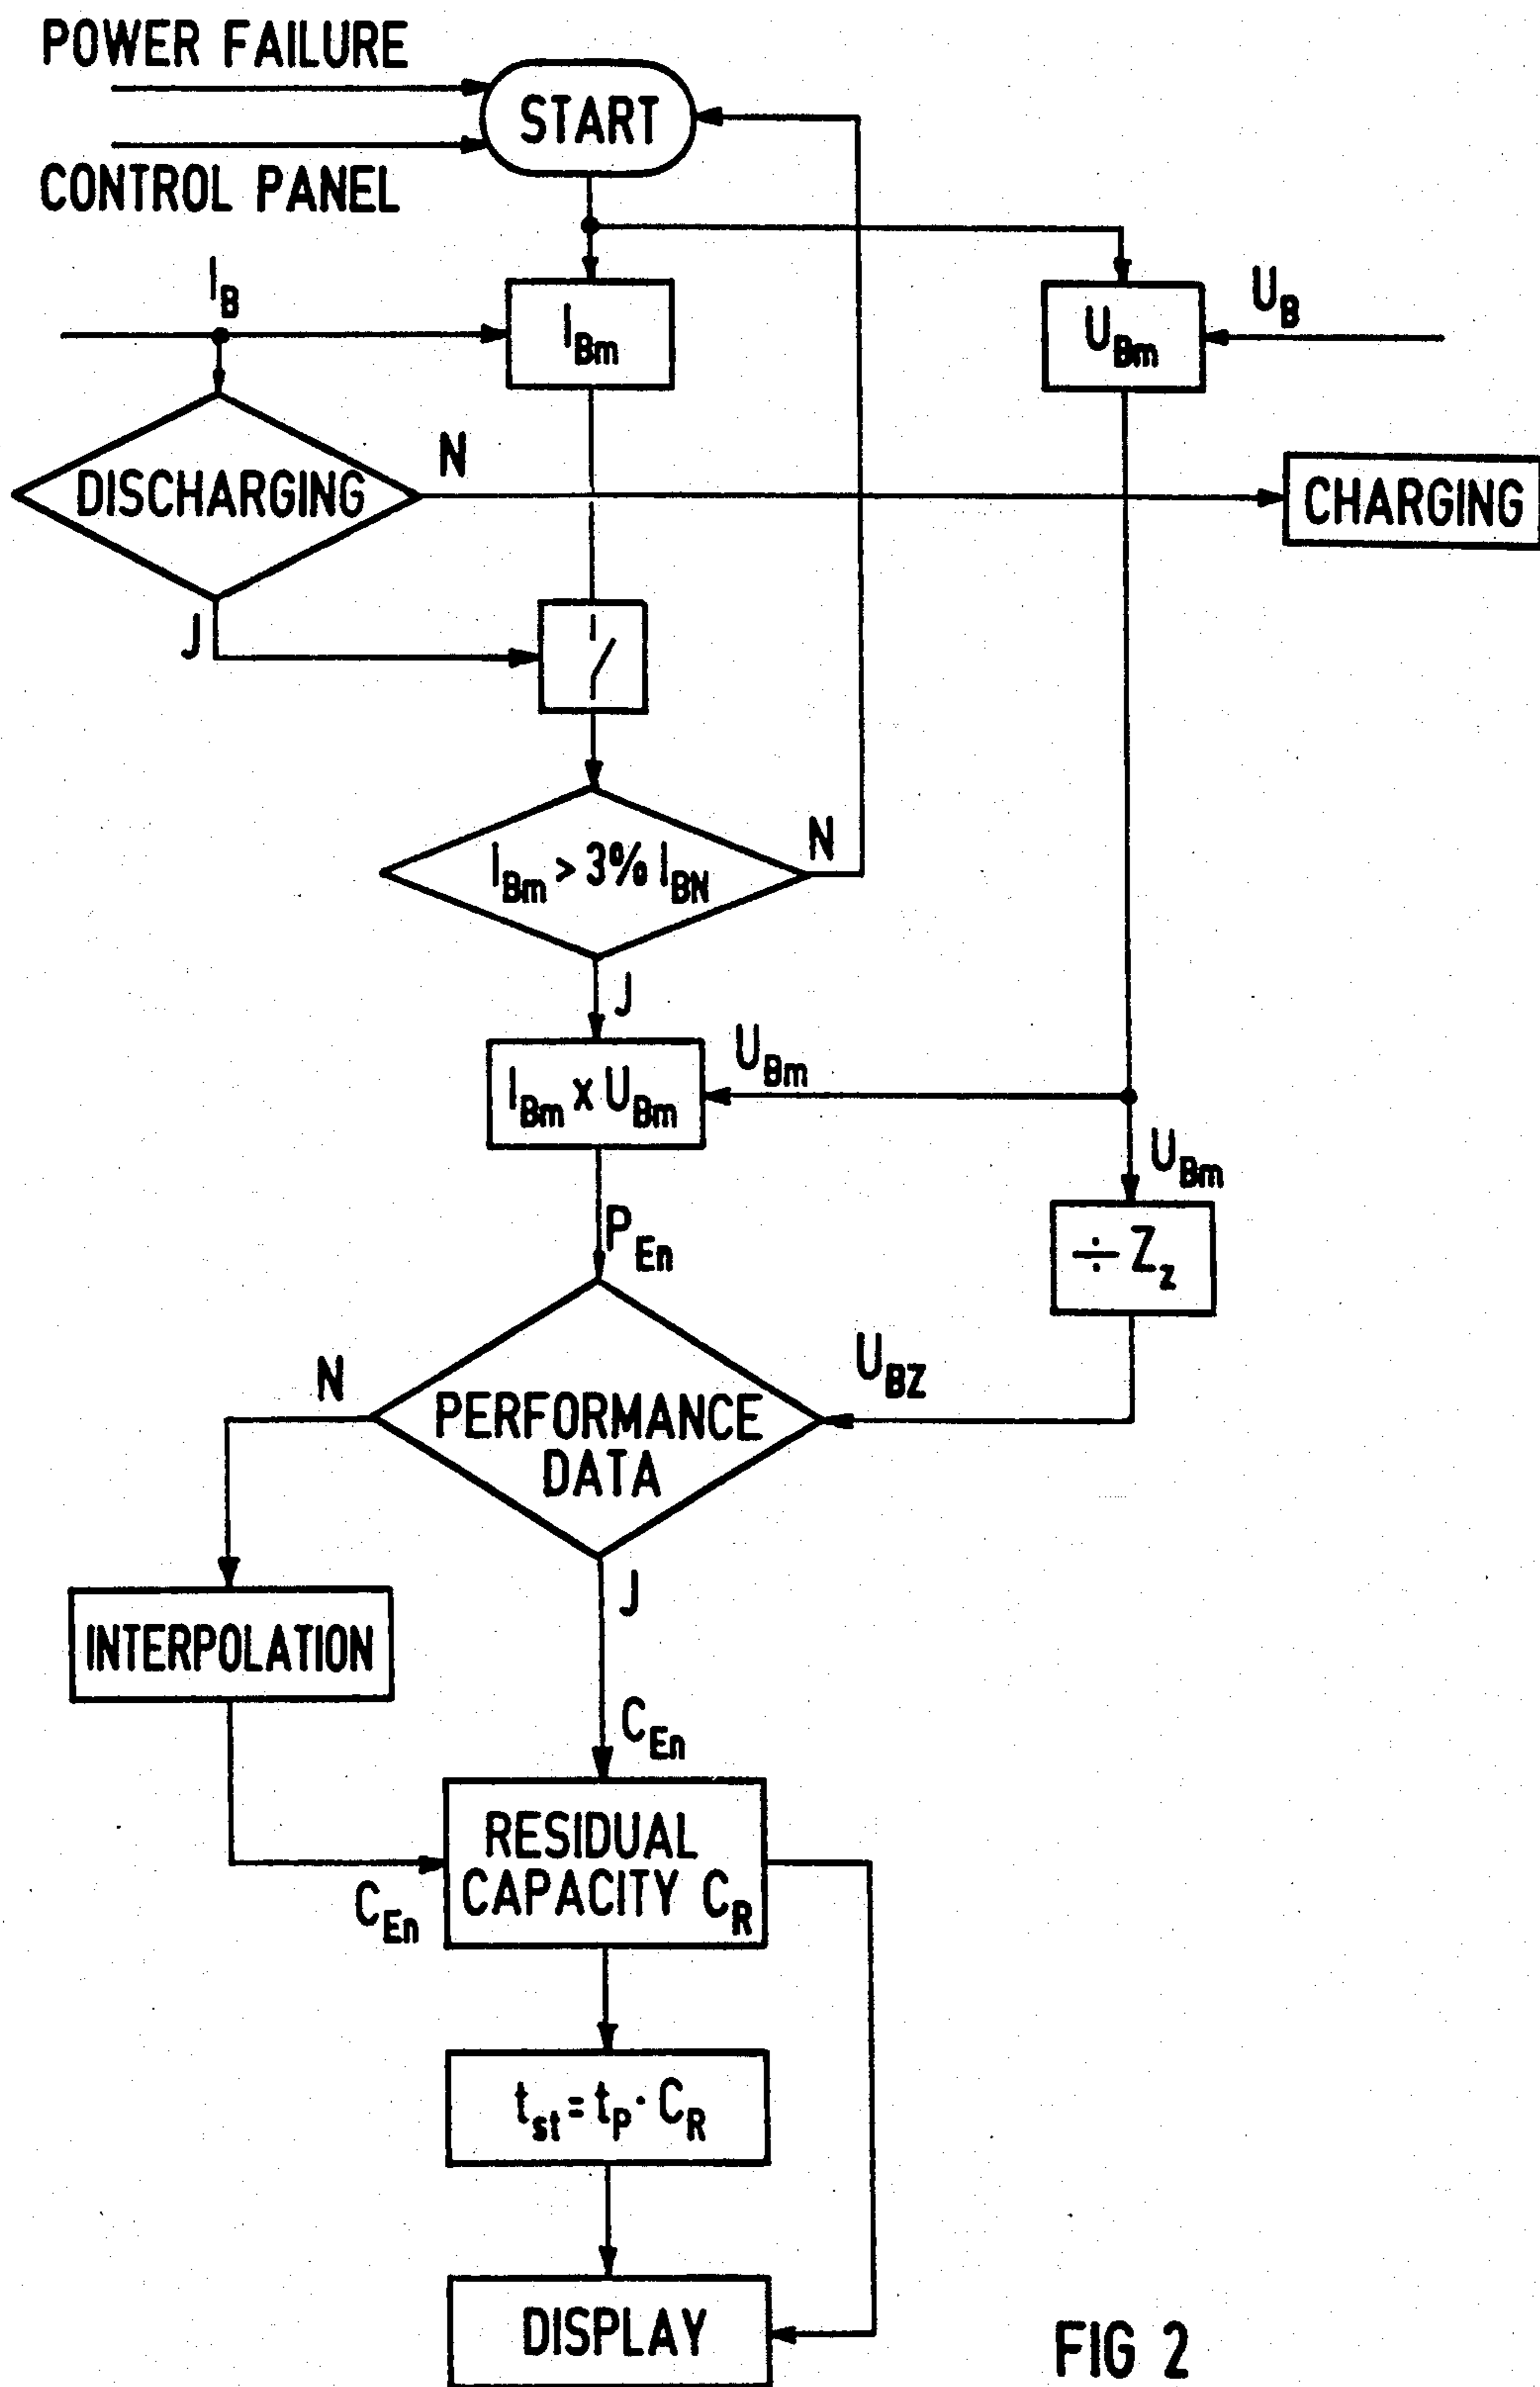 POWER FAILURE
START
CONTROL PANEL
I_B
I_Bm
U_Bm
U_B
DISCHARGING
N
CHARGING
J
I_Bm > 3% I_BN
N
J
I_Bm x U_Bm
U_Bm
U_Bm
P_En
÷ Z_z
N
U_BZ
PERFORMANCE
DATA
J
INTERPOLATION
C_En
RESIDUAL
CAPACITY C_R
C_En
t_st = t_P · C_R
DISPLAY
FIG 2